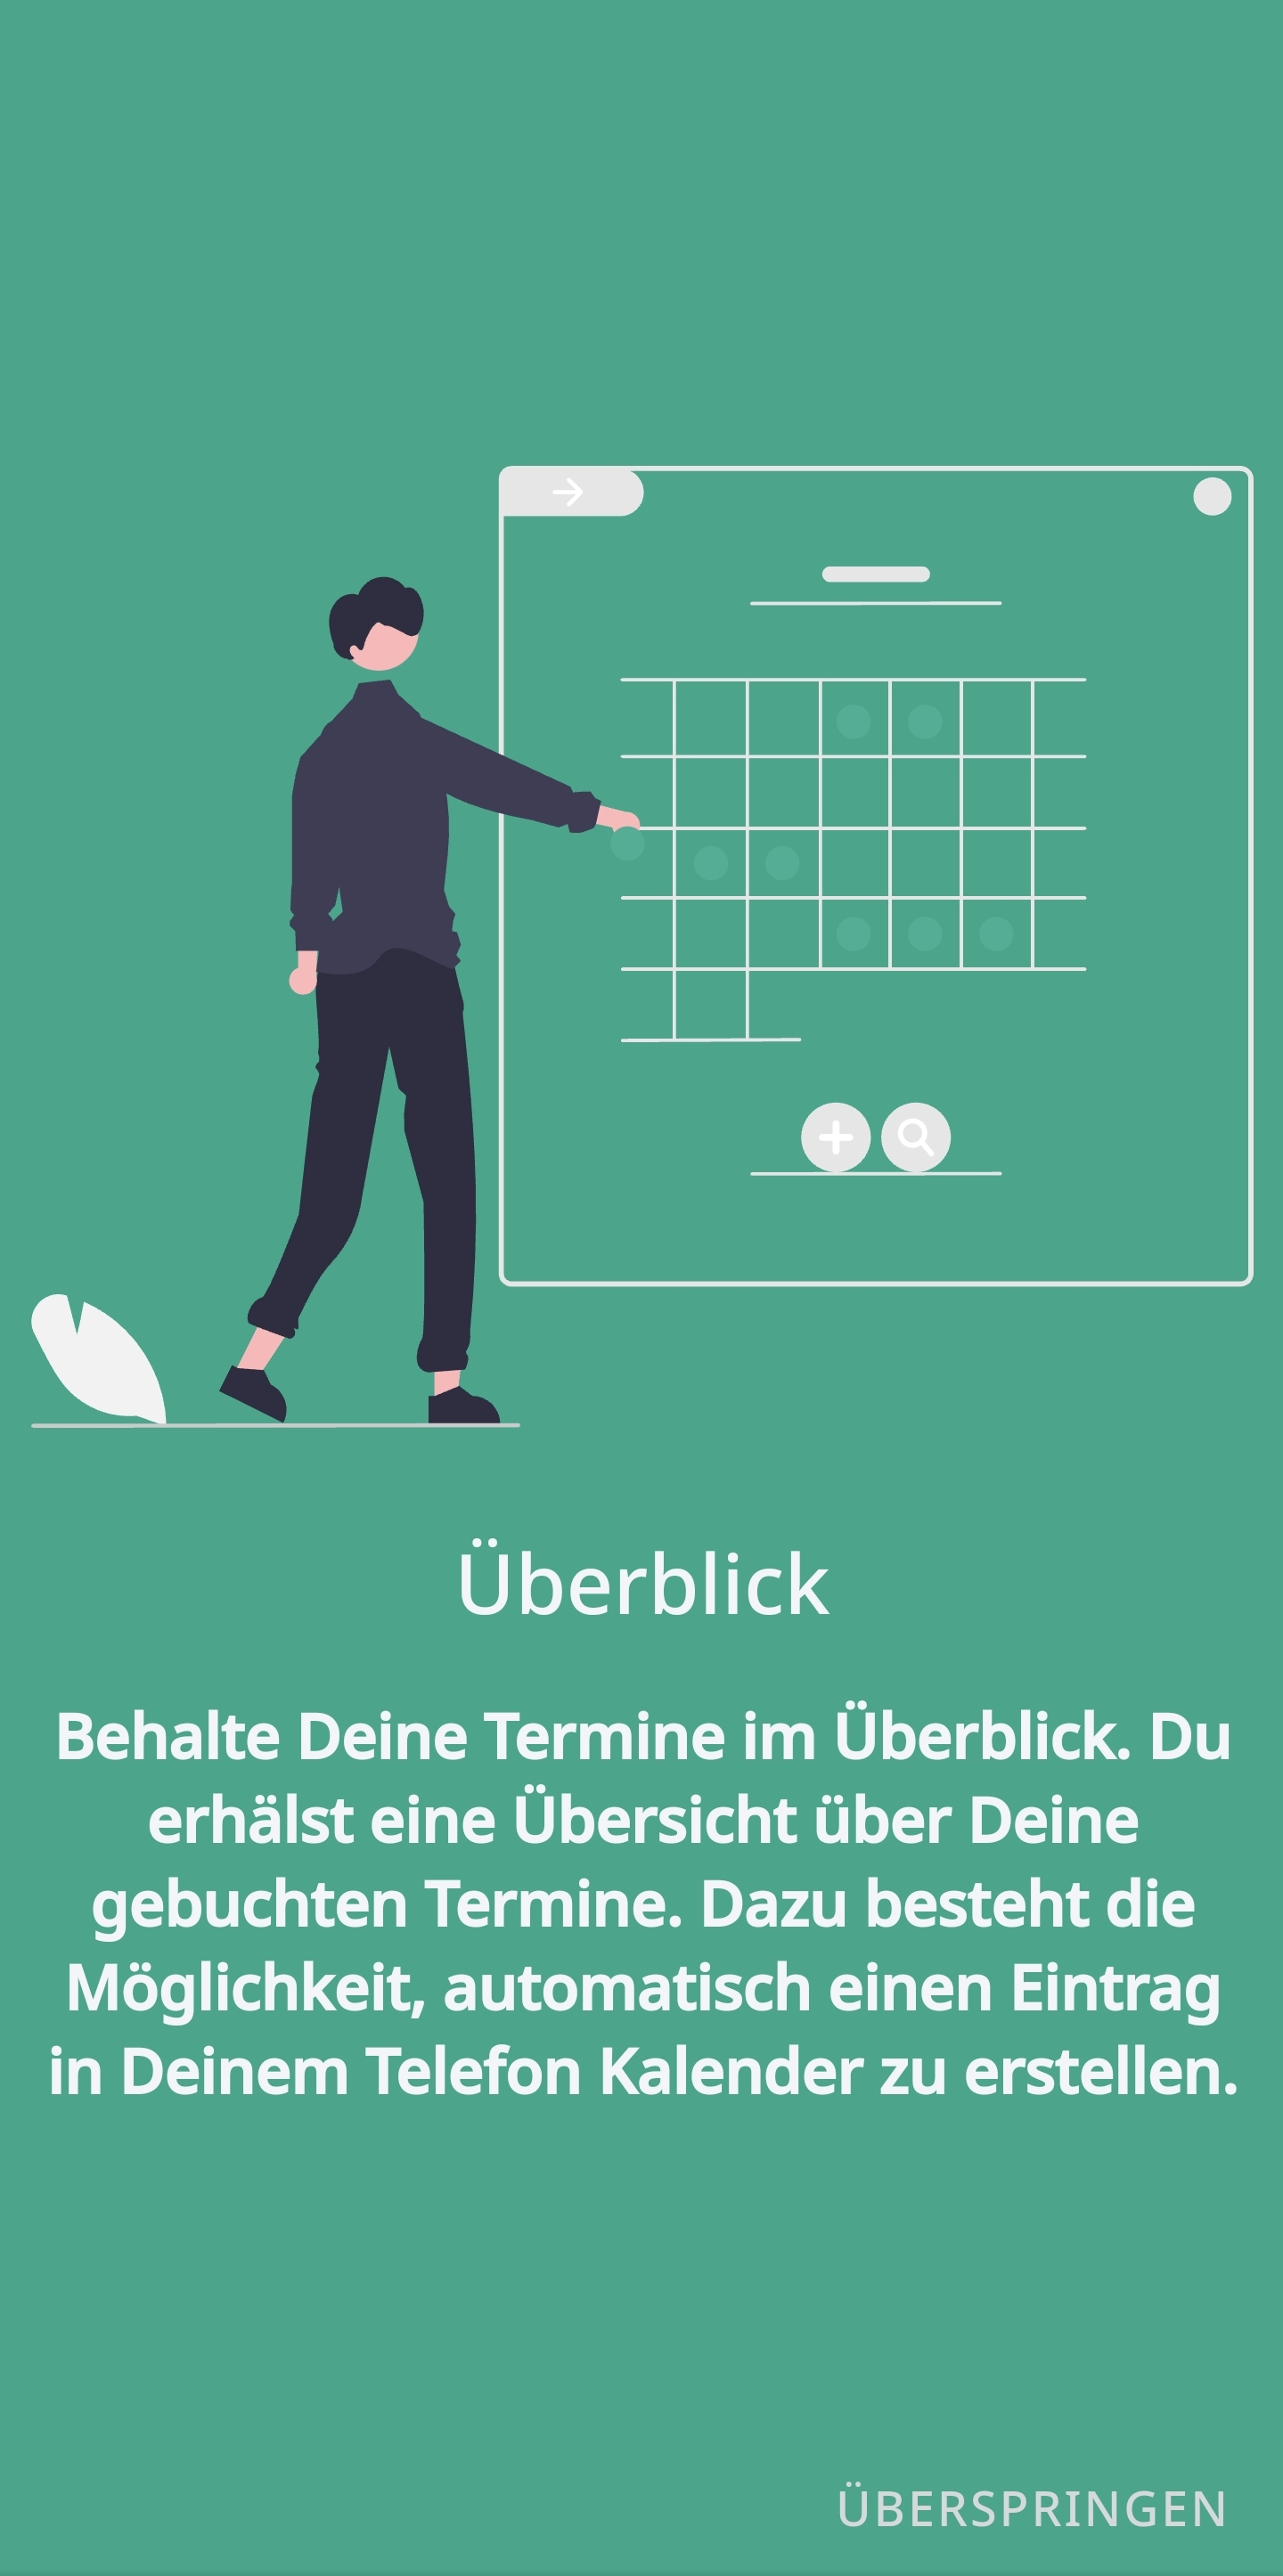 Überblick
Behalte Deine Termine im Überblick. Du
erhälst eine Übersicht über Deine
gebuchten Termine. Dazu besteht die
Möglichkeit, automatisch einen Eintrag
in Deinem Telefon Kalender zu erstellen.
ÜBERSPRINGEN